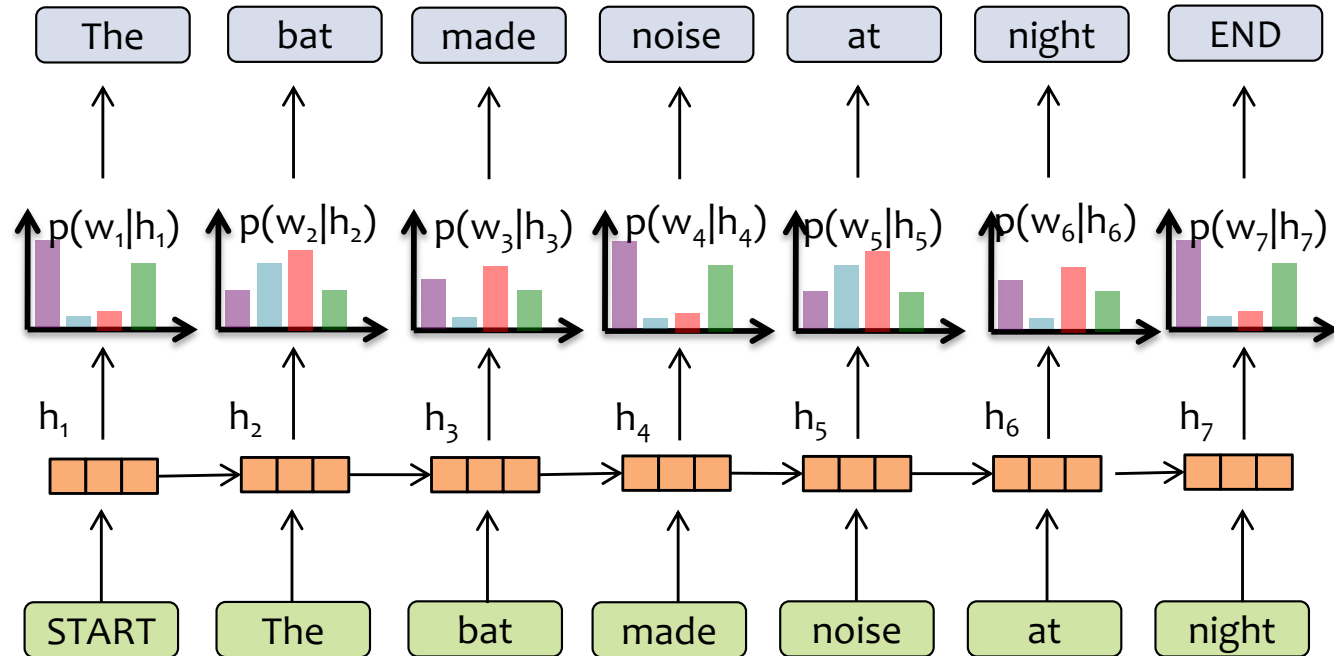 The bat made noise at night END
p(w₁|h₁) p(w₂|h₂) p(w₃|h₃) p(w₄|h₄) p(w₅|h₅) p(w₆|h₆) p(w₇|h₇)
h₁ h₂ h₃ h₄ h₅ h₆ h₇
START The bat made noise at night